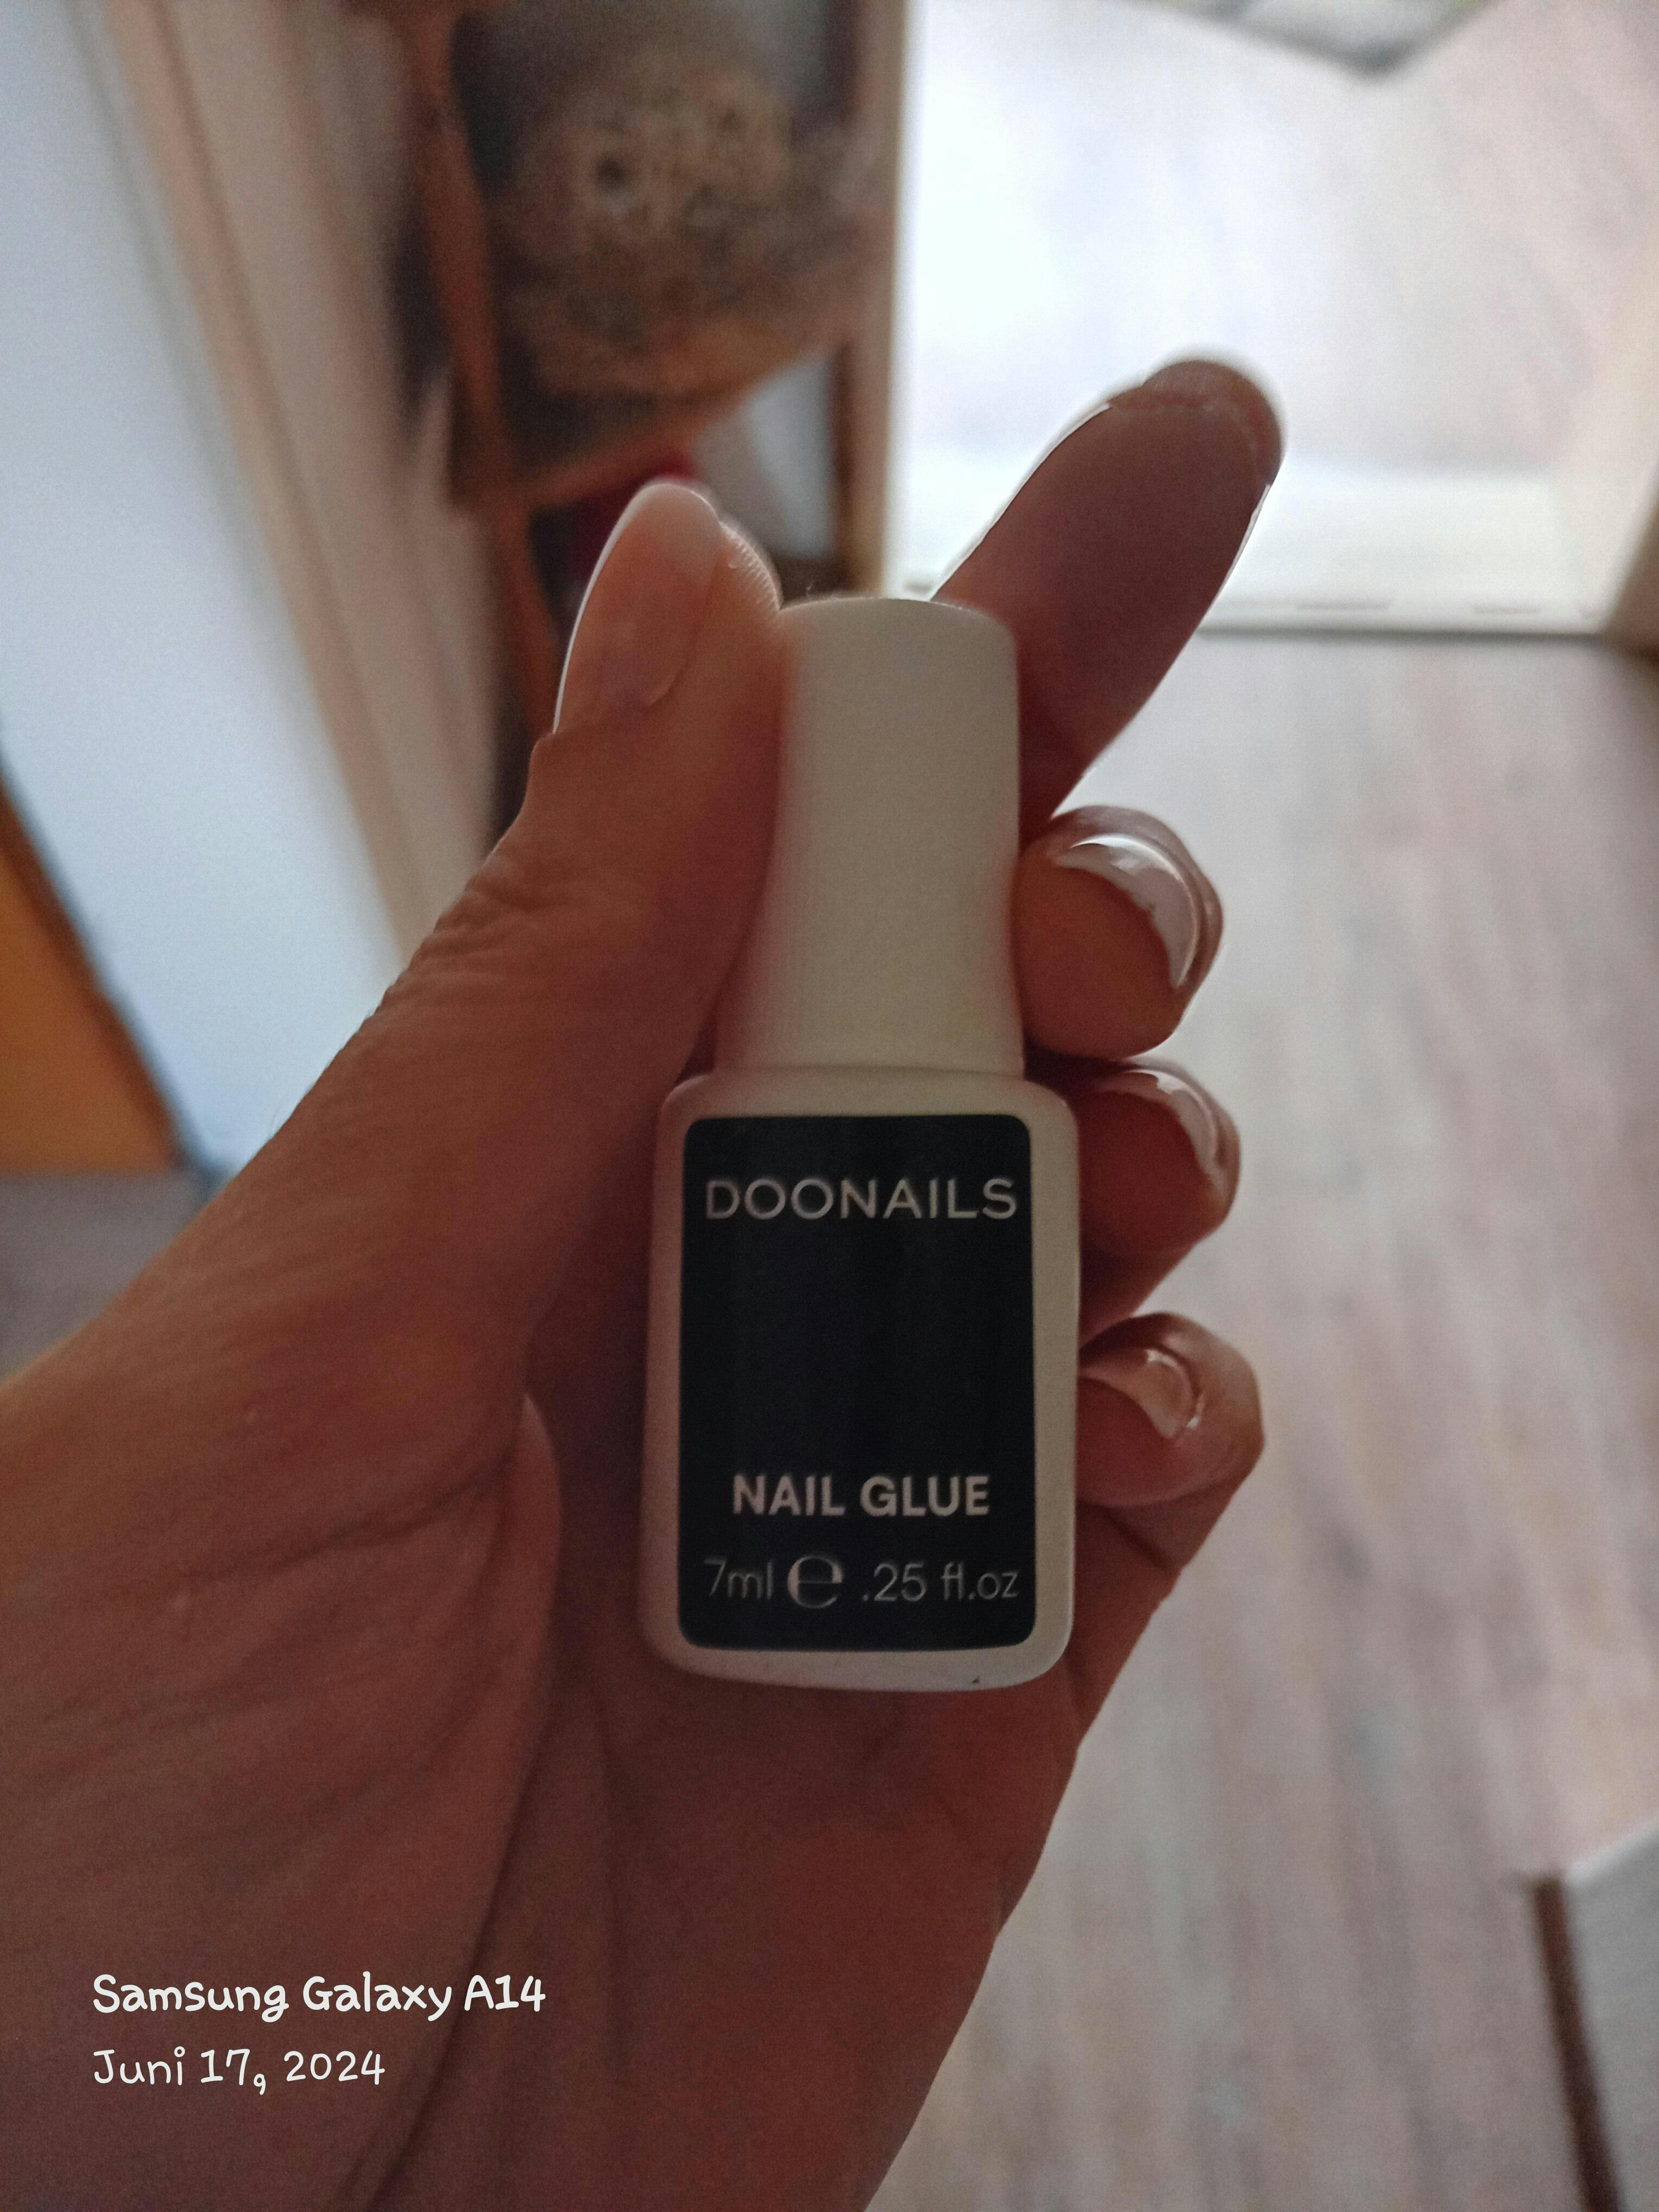 DOONAILS
NAIL GLUE
7ml ℮ .25 fl.oz
Samsung Galaxy A14
Juni 17, 2024